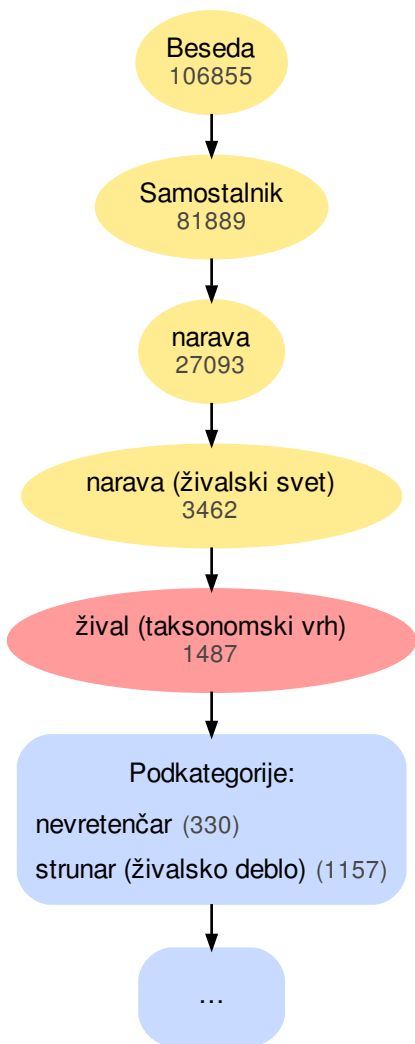 Beseda
106855
Samostalnik
81889
narava
27093
narava (živalski svet)
3462
žival (taksonomski vrh)
1487
Podkategorije:
nevretenčar (330)
strunar (živalsko deblo) (1157)
...